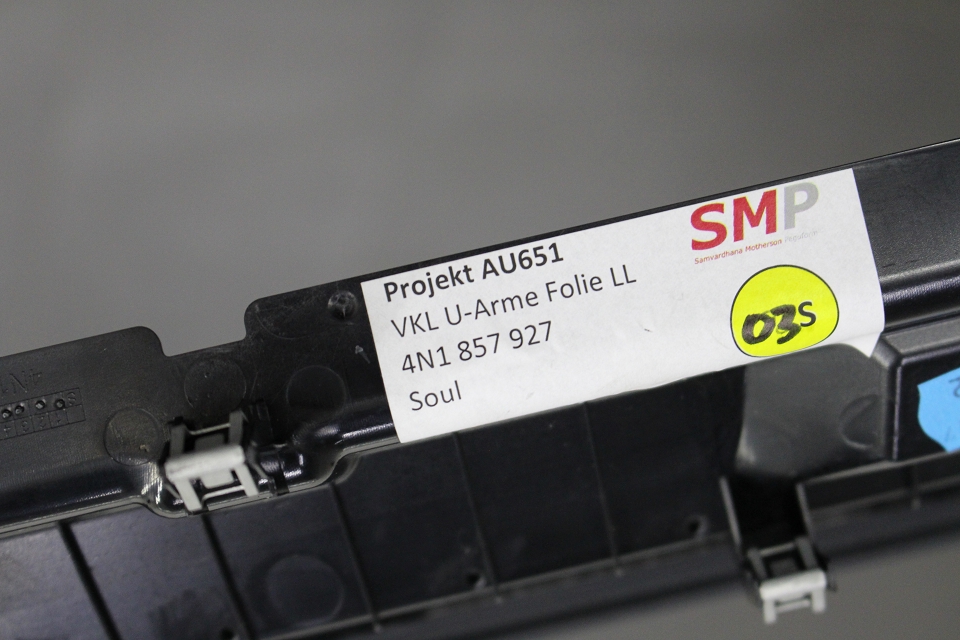 Projekt AU651
VKL U-Arme Folie LL
4N1 857 927
Soul
SMP
Samvardhana Motherson Peguform
03S